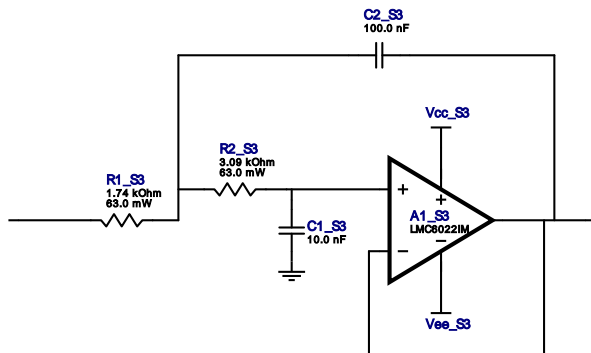 C2_S3
100.0 nF
Vcc_S3
R2_S3
3.09 kOhm
63.0 mW
R1_S3
1.74 kOhm
63.0 mW
+
+
A1_S3
LMC6022IM
C1_S3
10.0 nF
−
−
Vee_S3